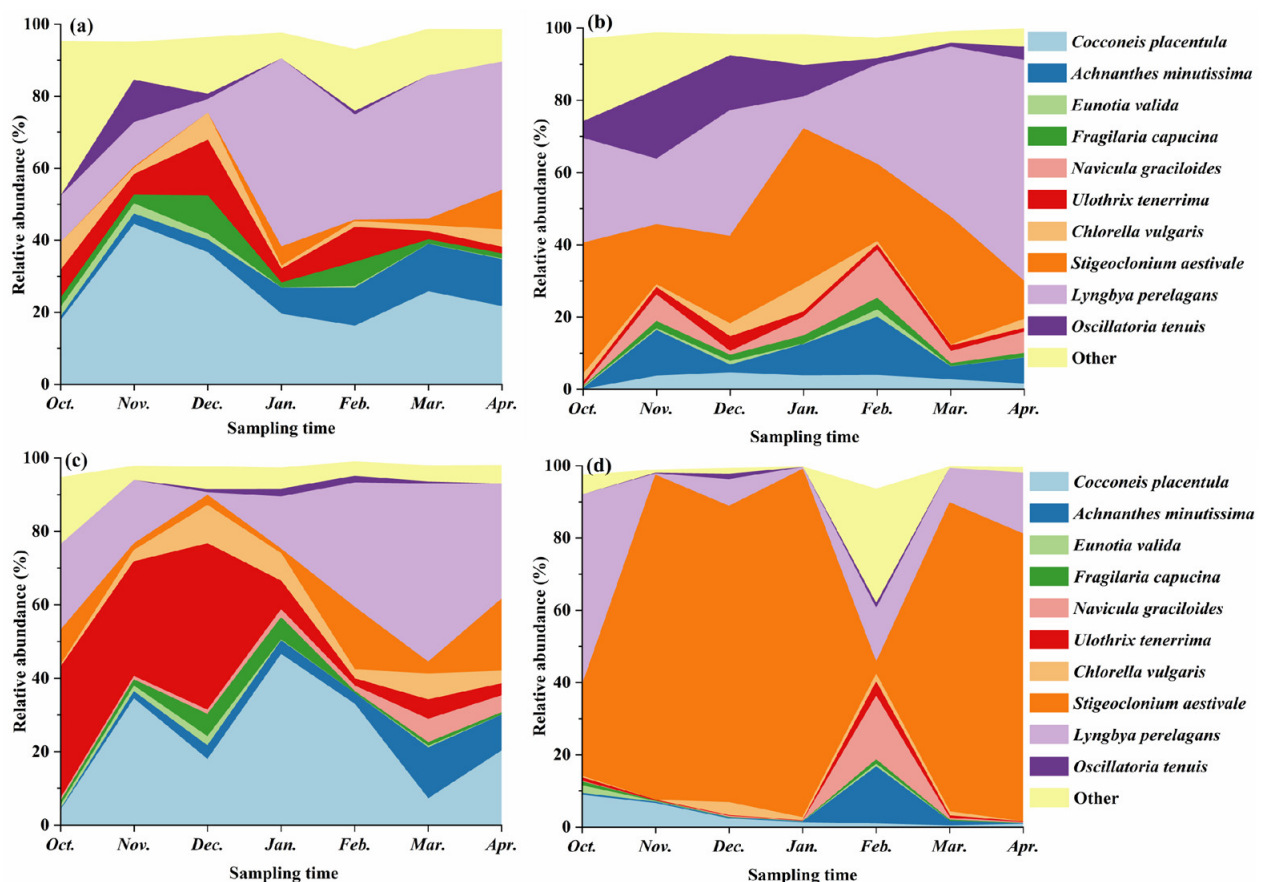 (a)
100
80
60
40
20
0
Relative abundance (%)
Oct. Nov. Dec. Jan. Feb. Mar. Apr.
Sampling time
(b)
100
80
60
40
20
0
Relative abundance (%)
Oct. Nov. Dec. Jan. Feb. Mar. Apr.
Sampling time
Cocconeis placentula
Achnanthes minutissima
Eunotia valida
Fragilaria capucina
Navicula graciloides
Ulothrix tenerrima
Chlorella vulgaris
Stigeoclonium aestivale
Lyngbya perelagans
Oscillatoria tenuis
Other
(c)
100
80
60
40
20
0
Relative abundance (%)
Oct. Nov. Dec. Jan. Feb. Mar. Apr.
Sampling time
(d)
100
80
60
40
20
0
Relative abundance (%)
Oct. Nov. Dec. Jan. Feb. Mar. Apr.
Sampling time
Cocconeis placentula
Achnanthes minutissima
Eunotia valida
Fragilaria capucina
Navicula graciloides
Ulothrix tenerrima
Chlorella vulgaris
Stigeoclonium aestivale
Lyngbya perelagans
Oscillatoria tenuis
Other